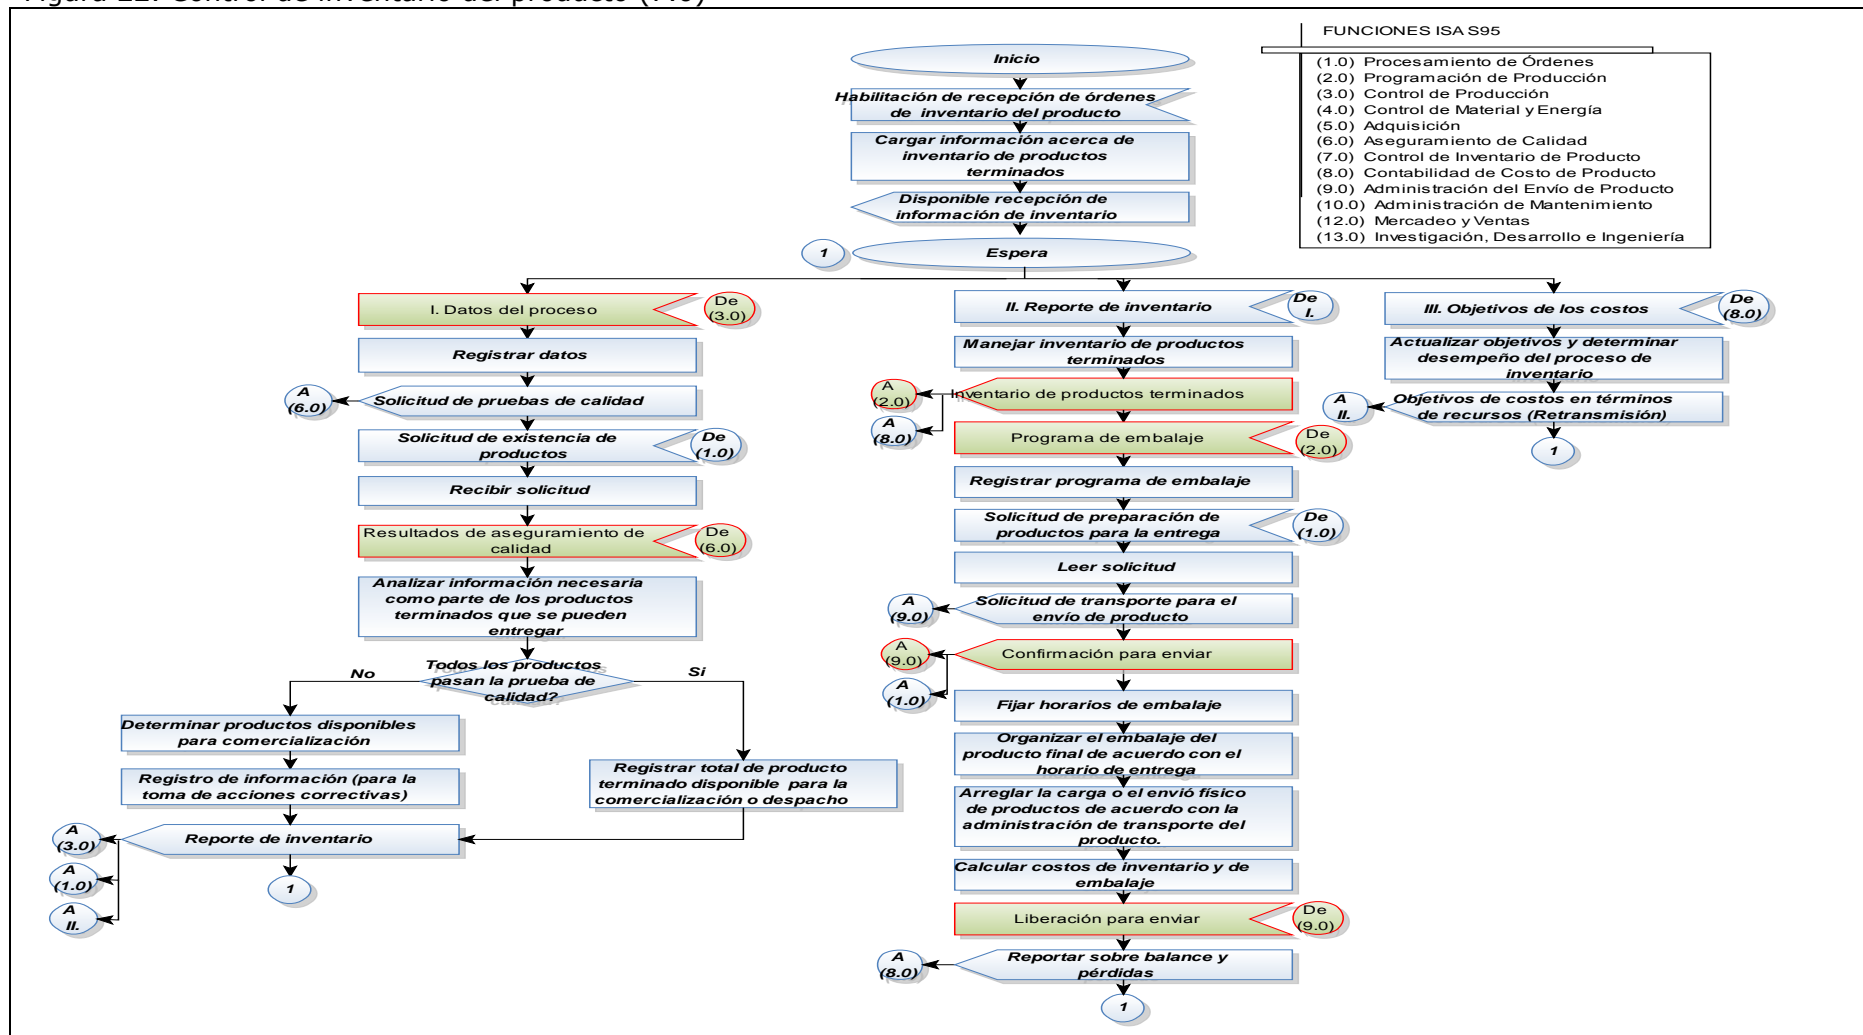 FUNCIONES ISA S95
(1.0) Procesamiento de Órdenes
(2.0) Programación de Producción
(3.0) Control de Producción
(4.0) Control de Material y Energía
(5.0) Adquisición
(6.0) Aseguramiento de Calidad
(7.0) Control de Inventario de Producto
(8.0) Contabilidad de Costo de Producto
(9.0) Administración del Envío de Producto
(10.0) Administración de Mantenimiento
(12.0) Mercadeo y Ventas
(13.0) Investigación, Desarrollo e Ingeniería
Inicio
Habilitación de recepción de órdenes
de inventario del producto
Cargar información acerca de
inventario de productos
terminados
Disponible recepción de
información de inventario
1
Espera
I. Datos del proceso
De
(3.0)
Registrar datos
A
(6.0)
Solicitud de pruebas de calidad
Solicitud de existencia de
productos
De
(1.0)
Recibir solicitud
Resultados de aseguramiento de
calidad
De
(6.0)
Analizar información necesaria
como parte de los productos
terminados que se pueden
entregar
Todos los productos
pasan la prueba de
calidad?
No
Si
Determinar productos disponibles
para comercialización
Registro de información (para la
toma de acciones correctivas)
Registrar total de producto
terminado disponible para la
comercialización o despacho
Reporte de inventario
A
(3.0)
A
(1.0)
A
II.
1
II. Reporte de inventario
De
I.
Manejar inventario de productos
terminados
A
(2.0)
Inventario de productos terminados
A
(8.0)
Programa de embalaje
De
(2.0)
Registrar programa de embalaje
Solicitud de preparación de
productos para la entrega
De
(1.0)
Leer solicitud
A
(9.0)
Solicitud de transporte para el
envío de producto
A
(9.0)
Confirmación para enviar
A
(1.0)
Fijar horarios de embalaje
Organizar el embalaje del
producto final de acuerdo con el
horario de entrega
Arreglar la carga o el envió físico
de productos de acuerdo con la
administración de transporte del
producto.
Calcular costos de inventario y de
embalaje
Liberación para enviar
De
(9.0)
A
(8.0)
Reportar sobre balance y
pérdidas
1
III. Objetivos de los costos
De
(8.0)
Actualizar objetivos y determinar
desempeño del proceso de
inventario
A
II.
Objetivos de costos en términos
de recursos (Retransmisión)
1